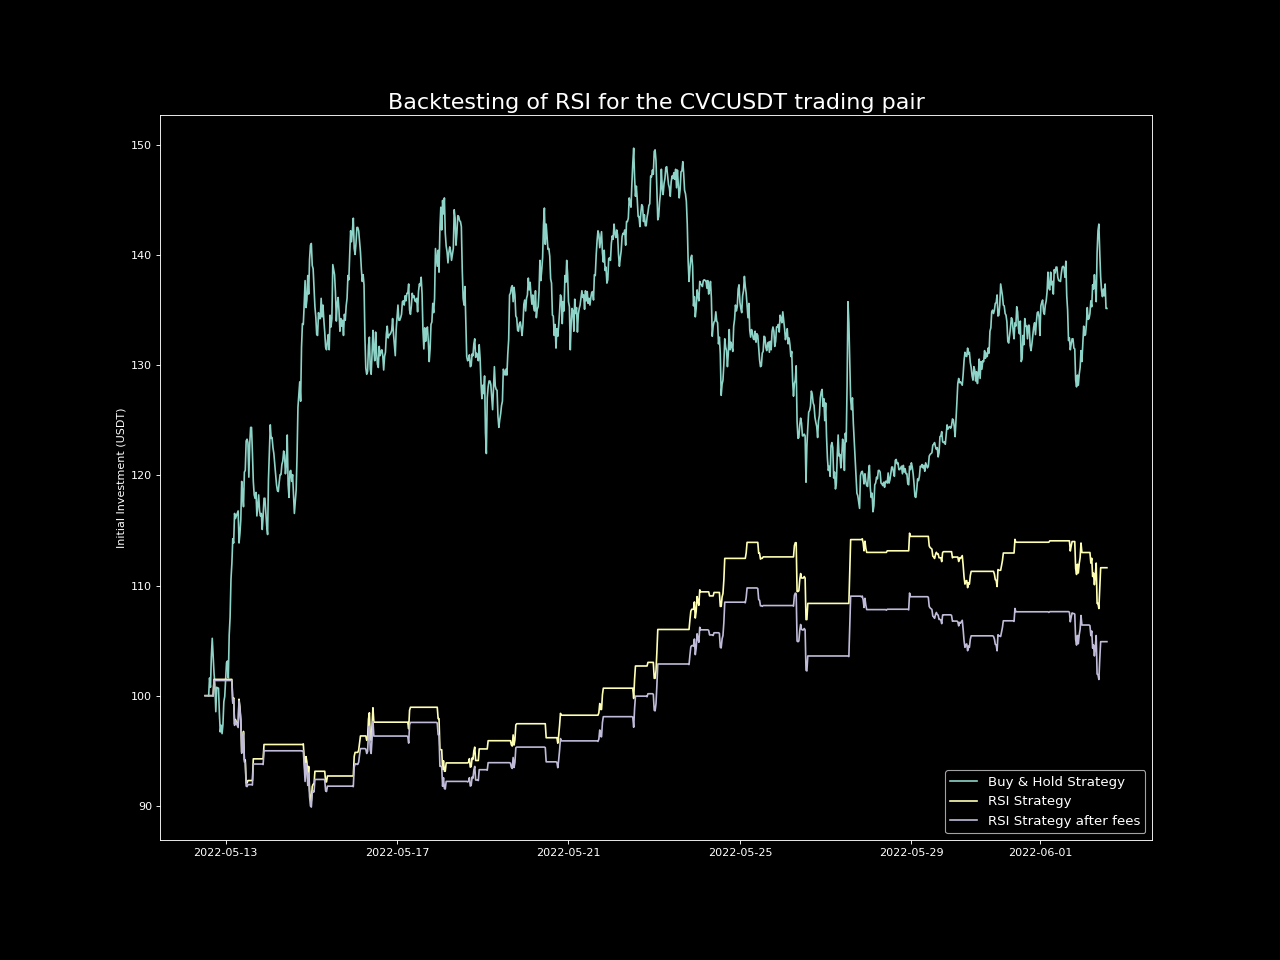 Backtesting of RSI for the CVCUSDT trading pair
Initial Investment (USDT)
150
140
130
120
110
100
90
2022-05-13
2022-05-17
2022-05-21
2022-05-25
2022-05-29
2022-06-01
Buy & Hold Strategy
RSI Strategy
RSI Strategy after fees